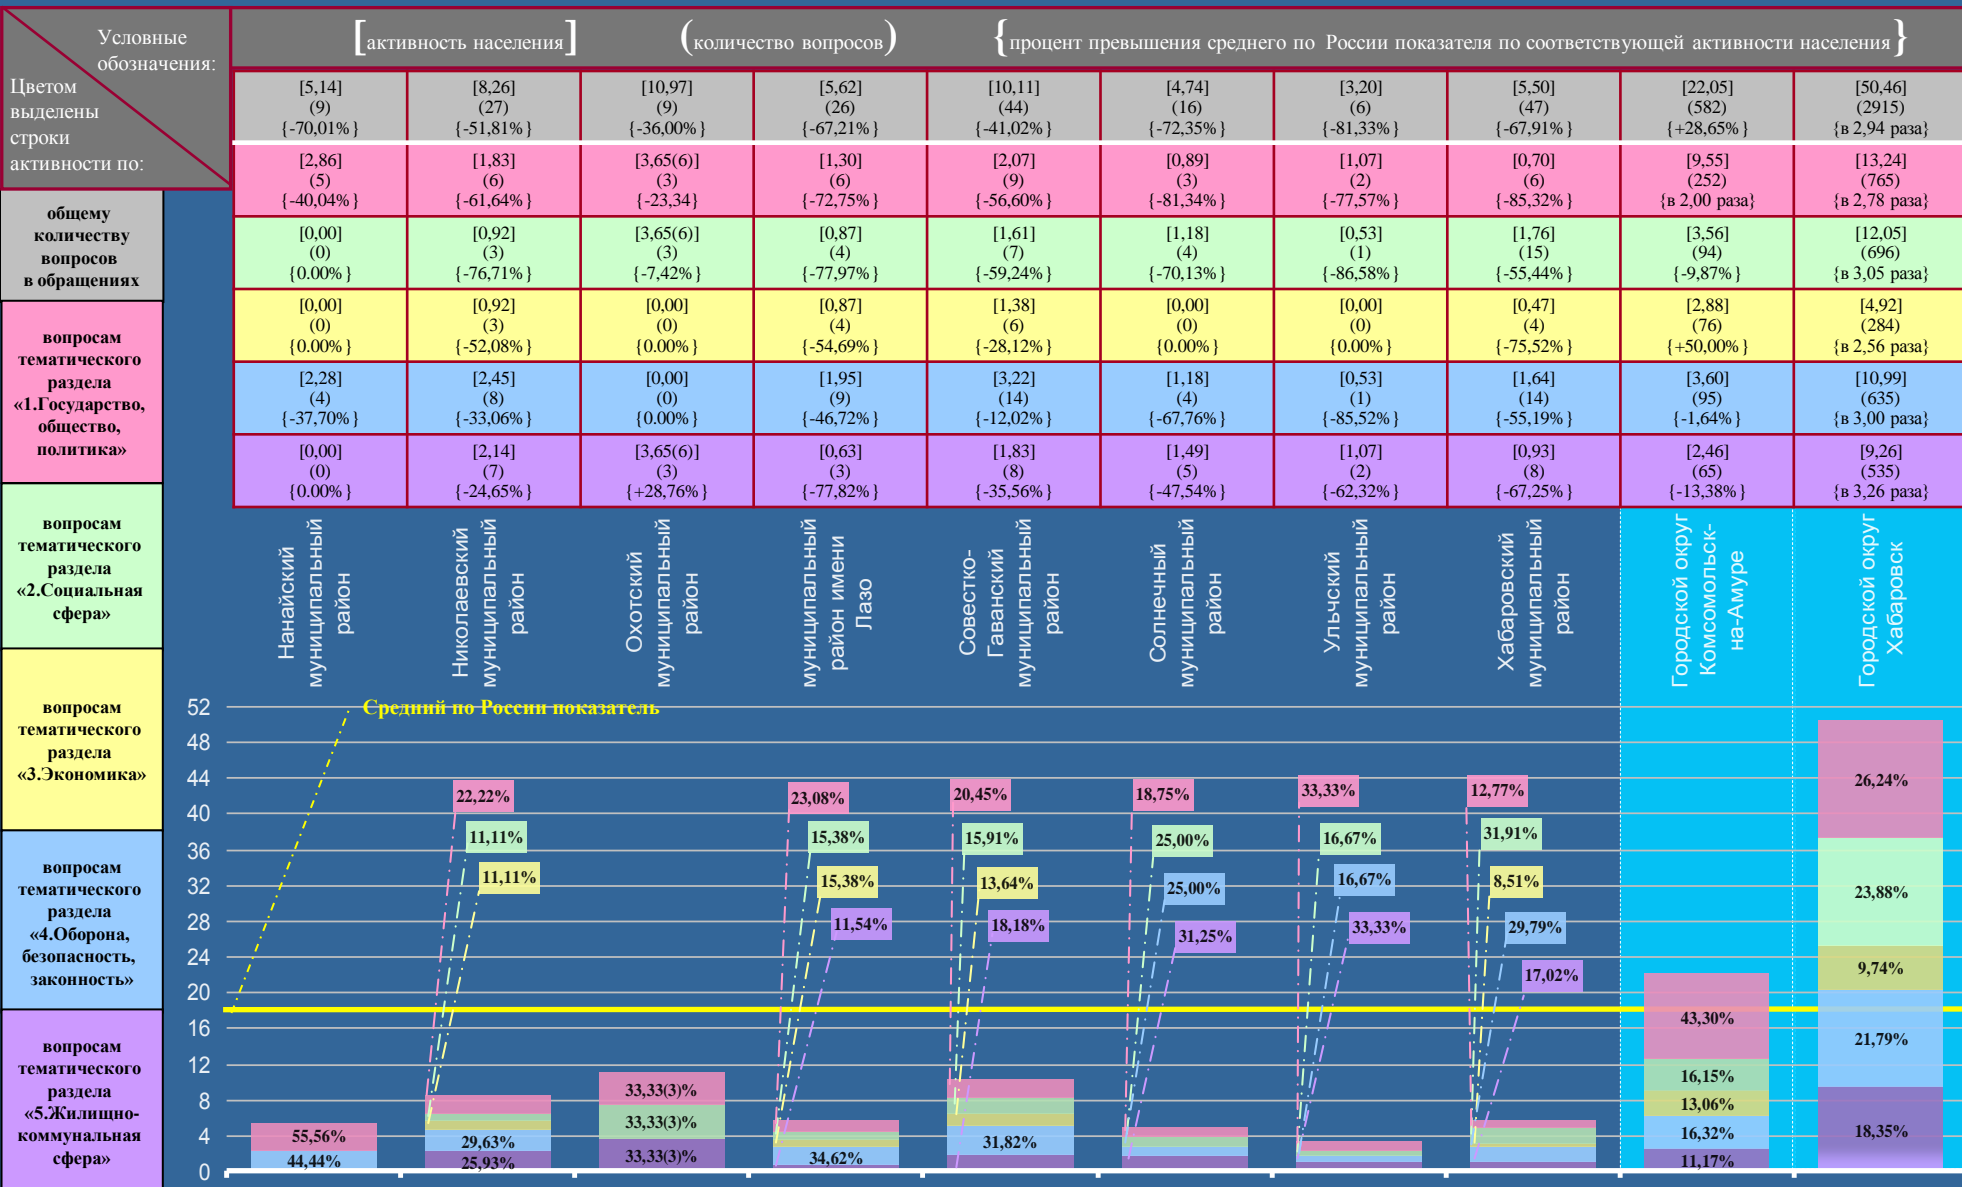 Условные
обозначения:
Цветом
выделены
строки
активности по:
[активность населения] (количество вопросов) {процент превышения среднего по России показателя по соответствующей активности населения}
[5,14] [8,26] [10,97] [5,62] [10,11] [4,74] [3,20] [5,50] [22,05] [50,46]
(9) (27) (9) (26) (44) (16) (6) (47) (582) (2915)
{-70,01%} {-51,81%} {-36,00%} {-67,21%} {-41,02%} {-72,35%} {-81,33%} {-67,91%} {+28,65%} {в 2,94 раза}
[2,86] [1,83] [3,65(6)] [1,30] [2,07] [0,89] [1,07] [0,70] [9,55] [13,24]
(5) (6) (3) (6) (9) (3) (2) (6) (252) (765)
{-40,04%} {-61,64%} {-23,34} {-72,75%} {-56,60%} {-81,34%} {-77,57%} {-85,32%} {в 2,00 раза} {в 2,78 раза}
[0,00] [0,92] [3,65(6)] [0,87] [1,61] [1,18] [0,53] [1,76] [3,56] [12,05]
(0) (3) (3) (4) (7) (4) (1) (15) (94) (696)
{0.00%} {-76,71%} {-7,42%} {-77,97%} {-59,24%} {-70,13%} {-86,58%} {-55,44%} {-9,87%} {в 3,05 раза}
[0,00] [0,92] [0,00] [0,87] [1,38] [0,00] [0,00] [0,47] [2,88] [4,92]
(0) (3) (0) (4) (6) (0) (0) (4) (76) (284)
{0.00%} {-52,08%} {0.00%} {-54,69%} {-28,12%} {0.00%} {0.00%} {-75,52%} {+50,00%} {в 2,56 раза}
[2,28] [2,45] [0,00] [1,95] [3,22] [1,18] [0,53] [1,64] [3,60] [10,99]
(4) (8) (0) (9) (14) (4) (1) (14) (95) (635)
{-37,70%} {-33,06%} {0.00%} {-46,72%} {-12,02%} {-67,76%} {-85,52%} {-55,19%} {-1,64%} {в 3,00 раза}
[0,00] [2,14] [3,65(6)] [0,63] [1,83] [1,49] [1,07] [0,93] [2,46] [9,26]
(0) (7) (3) (3) (8) (5) (2) (8) (65) (535)
{0.00%} {-24,65%} {+28,76%} {-77,82%} {-35,56%} {-47,54%} {-62,32%} {-67,25%} {-13,38%} {в 3,26 раза}
общему
количеству
вопросов
в обращениях
вопросам
тематического
раздела
«1.Государство,
общество,
политика»
вопросам
тематического
раздела
«2.Социальная
сфера»
вопросам
тематического
раздела
«3.Экономика»
вопросам
тематического
раздела
«4.Оборона,
безопасность,
законность»
вопросам
тематического
раздела
«5.Жилищно-
коммунальная
сфера»
Нанайский
муниципальный
район
Николаевский
муниципальный
район
Охотский
муниципальный
район
муниципальный
район имени
Лазо
Советско-
Гаванский
муниципальный
район
Солнечный
муниципальный
район
Ульчский
муниципальный
район
Хабаровский
муниципальный
район
Городской округ
Комсомольск-
на-Амуре
Городской округ
Хабаровск
Средний по России показатель
52
48
44
40
36
32
28
24
20
16
12
8
4
0
55,56%
44,44%
22,22%
11,11%
11,11%
29,63%
25,93%
33,33(3)%
33,33(3)%
33,33(3)%
23,08%
15,38%
15,38%
11,54%
34,62%
20,45%
15,91%
13,64%
18,18%
31,82%
18,75%
25,00%
25,00%
31,25%
33,33%
16,67%
16,67%
33,33%
12,77%
31,91%
8,51%
29,79%
17,02%
43,30%
16,15%
13,06%
16,32%
11,17%
26,24%
23,88%
9,74%
21,79%
18,35%